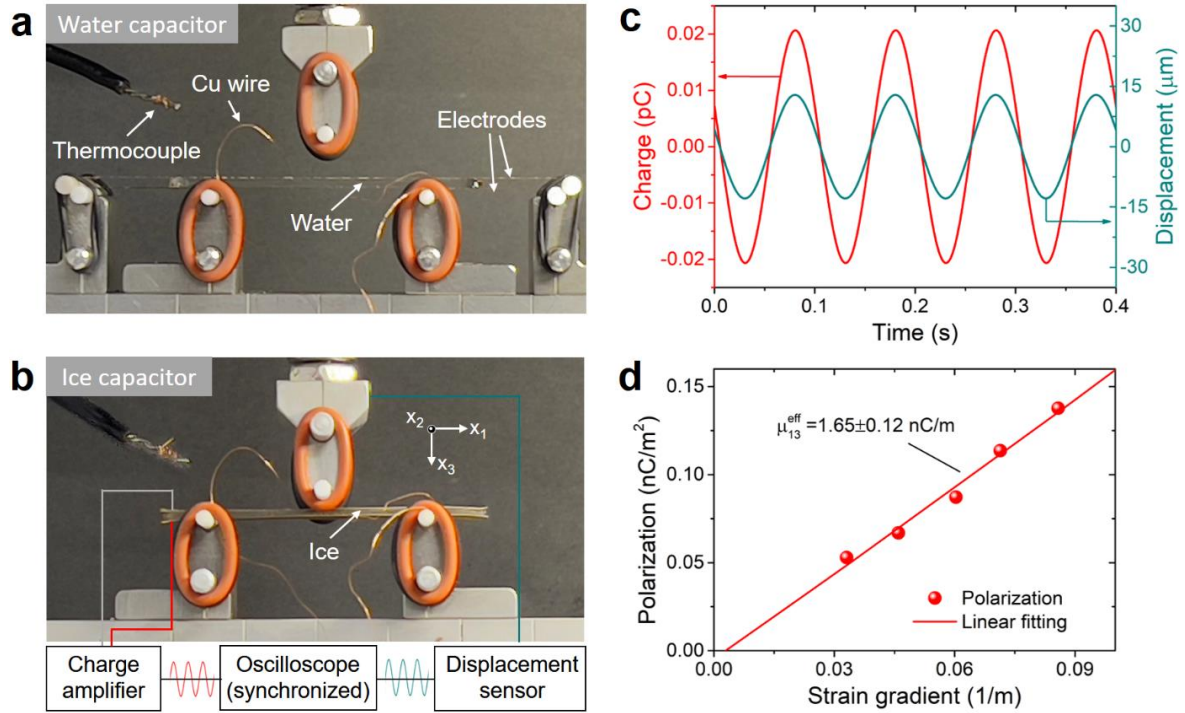 a
Water capacitor
Cu wire
Thermocouple
Electrodes
Water
b
Ice capacitor
x₂
x₁
x₃
Ice
Charge
amplifier
Oscilloscope
(synchronized)
Displacement
sensor
c
0.02
0.01
0.00
-0.01
-0.02
Charge (pC)
30
15
0
-15
-30
Displacement (μm)
0.0 0.1 0.2 0.3 0.4
Time (s)
d
0.15
0.10
0.05
0.00
Polarization (nC/m²)
μ₁₃ᵉᶠᶠ =1.65±0.12 nC/m
Polarization
Linear fitting
0.00 0.03 0.06 0.09
Strain gradient (1/m)